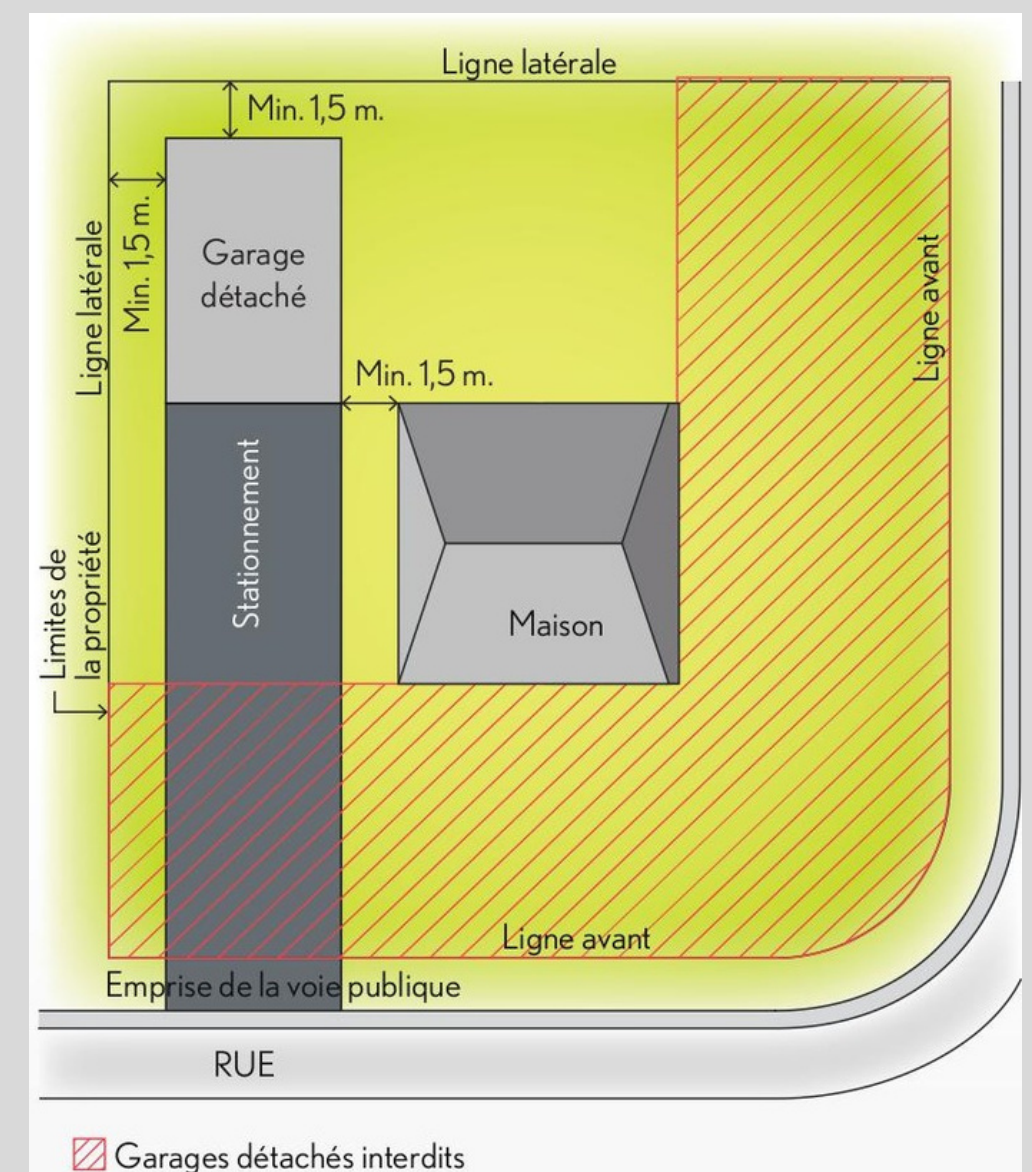 Ligne latérale
Min. 1,5 m.
Min. 1,5 m.
Ligne latérale
Garage
détaché
Min. 1,5 m.
Stationnement
Ligne avant
Limites de
la propriété
Maison
Ligne avant
Emprise de la voie publique
RUE
Garages détachés interdits